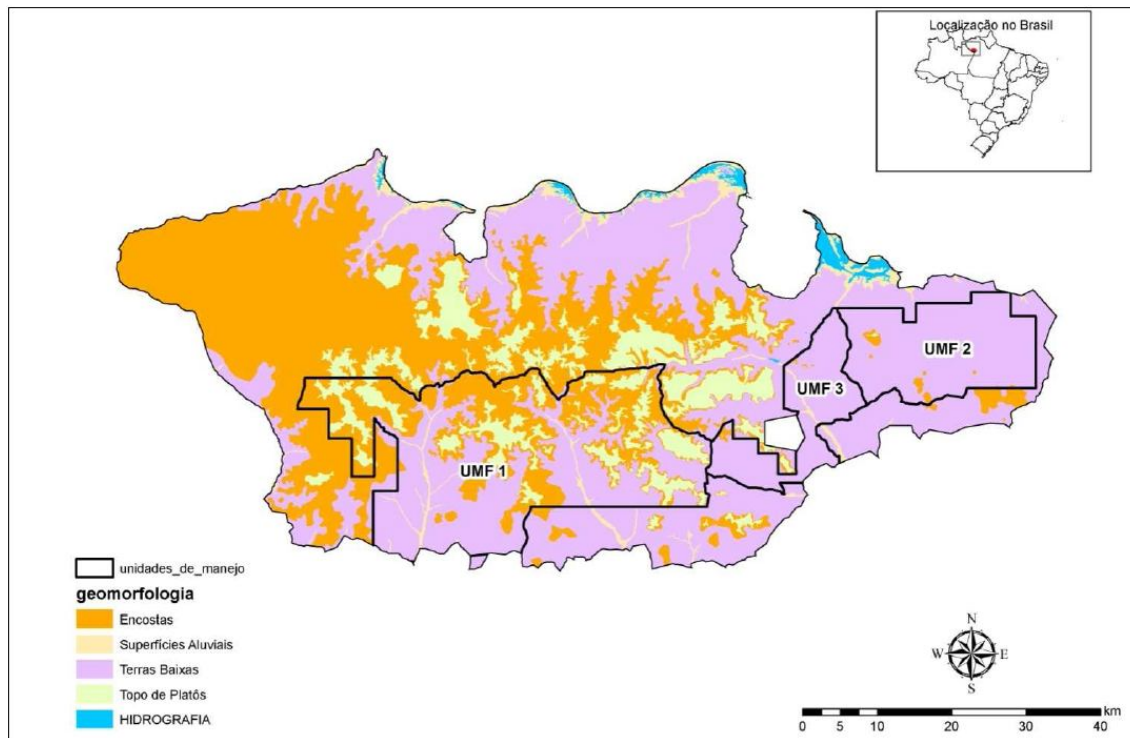 Localização no Brasil
UMF 2
UMF 3
UMF 1
unidades_de_manejo
geomorfologia
Encostas
Superfícies Aluviais
Terras Baixas
Topo de Platôs
HIDROGRAFIA
N
W E
S
km
0 5 10 20 30 40